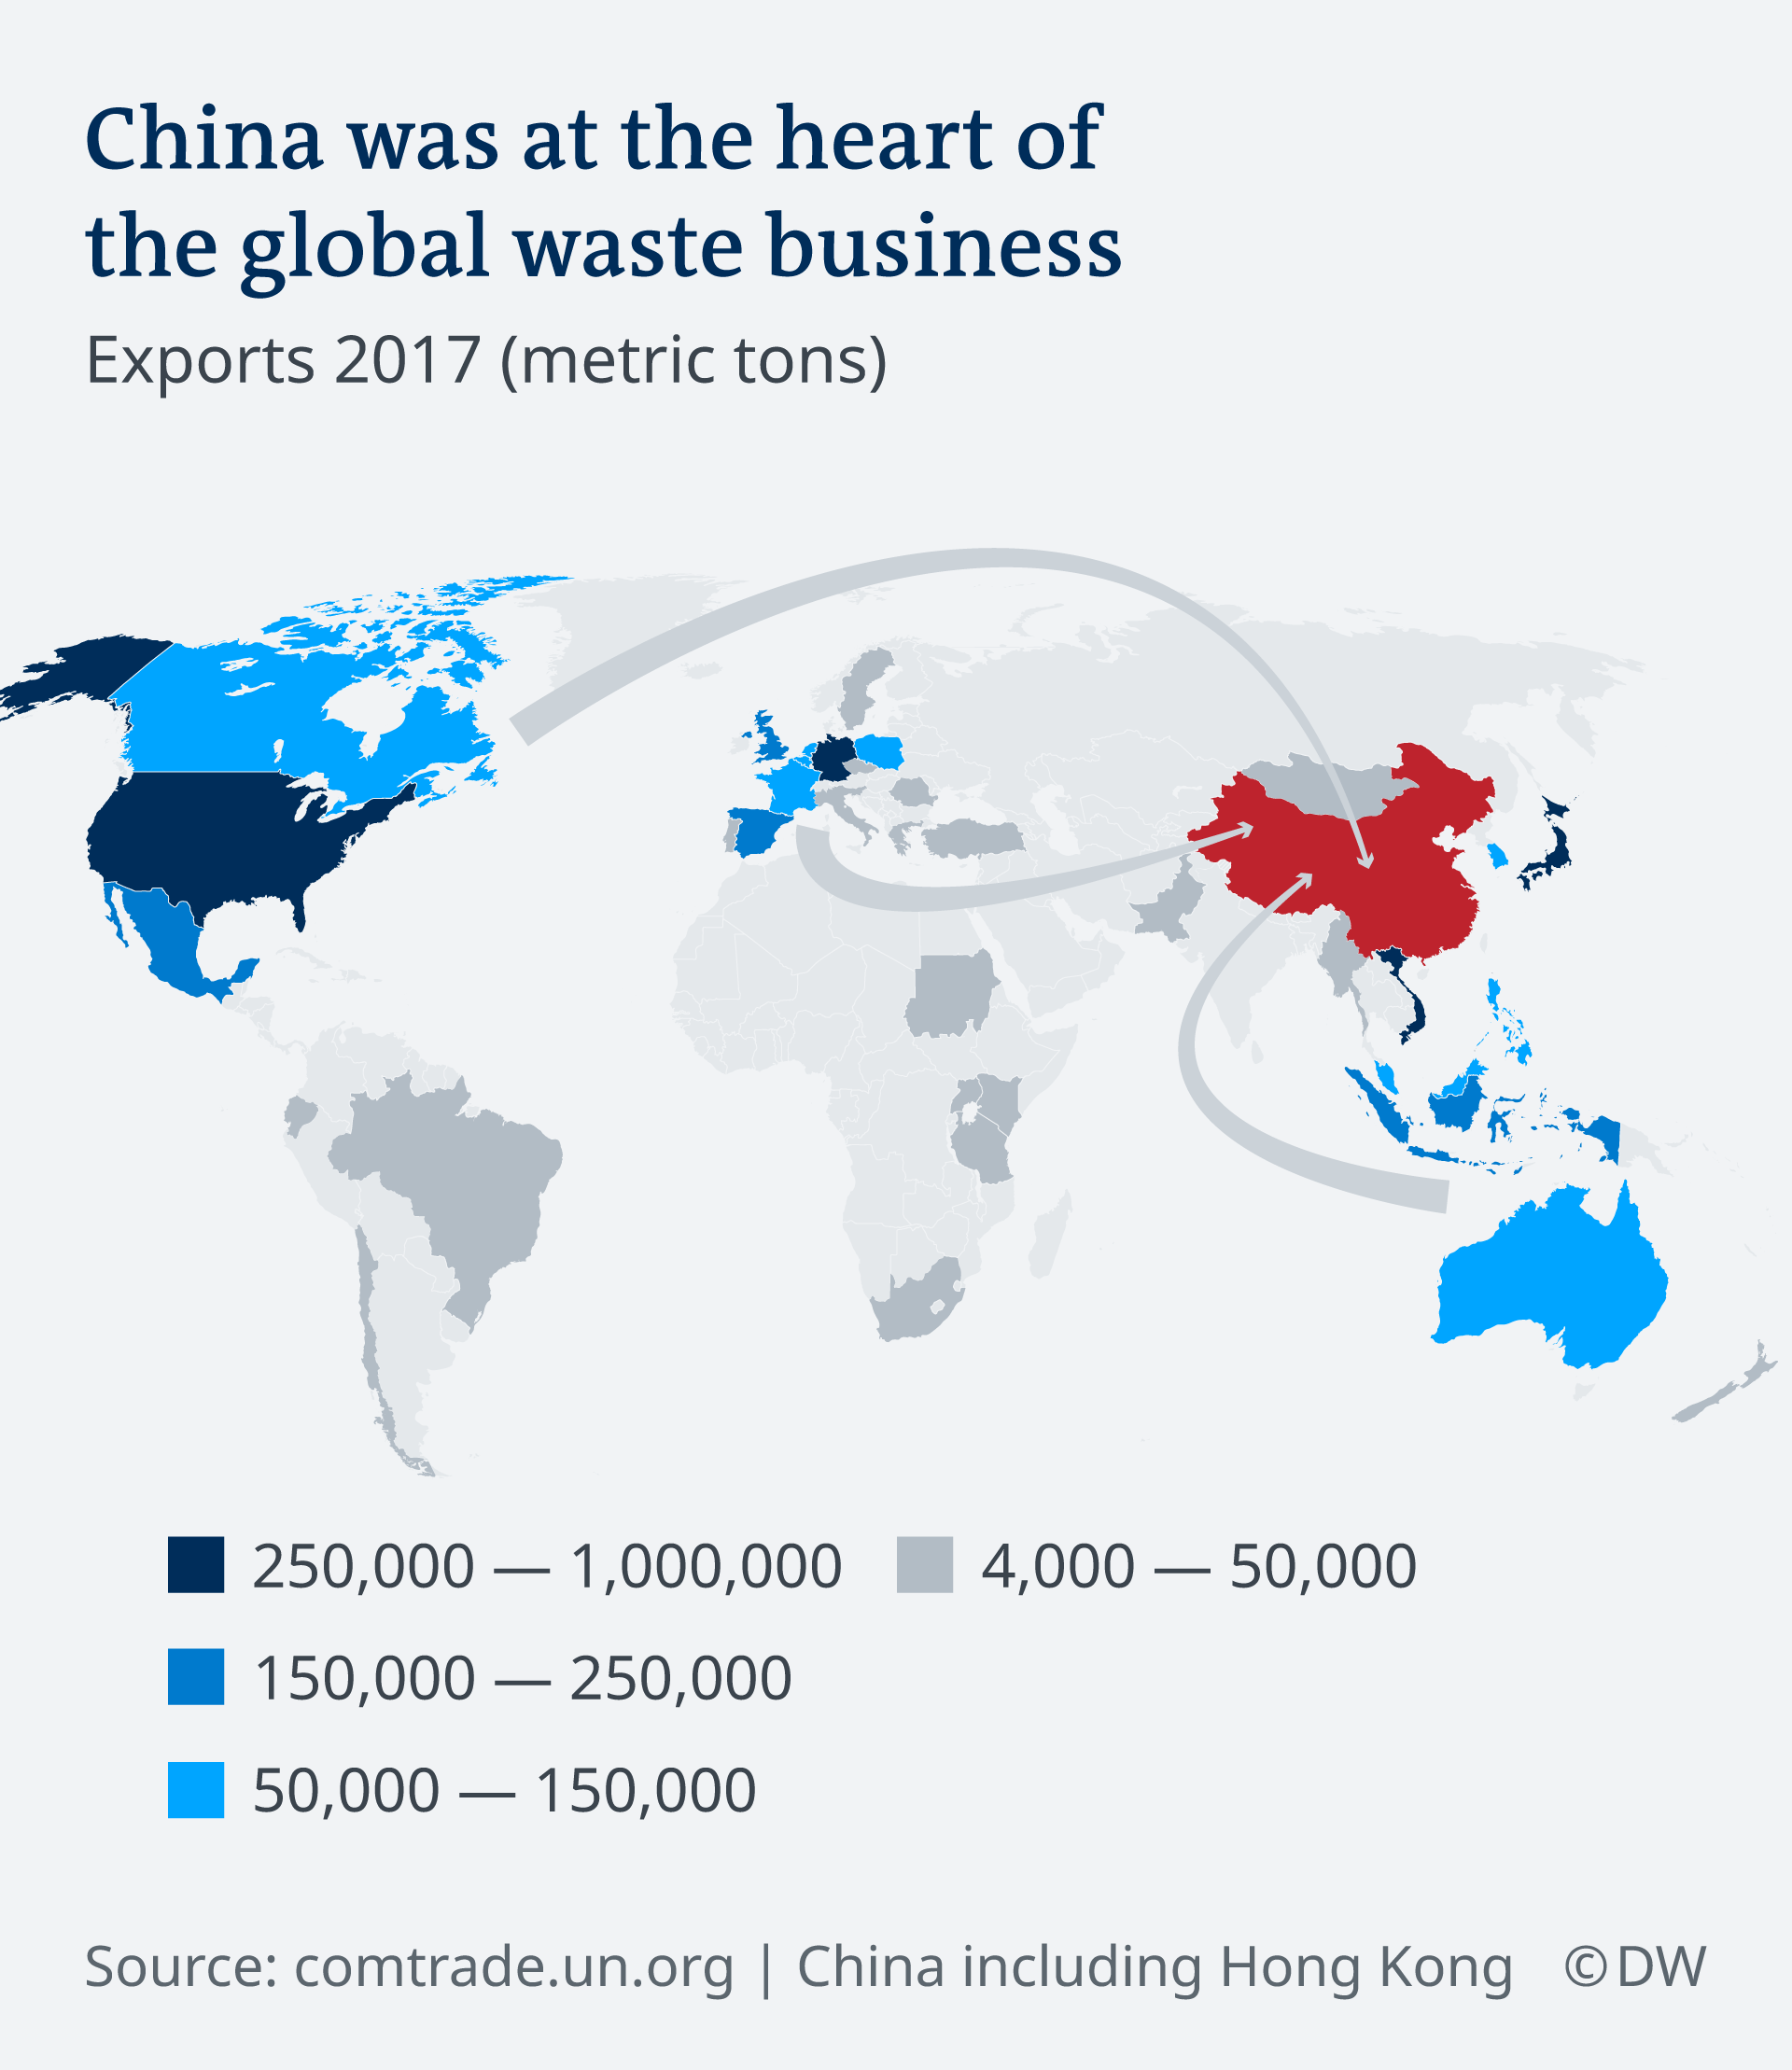 China was at the heart of
the global waste business
Exports 2017 (metric tons)
250,000 — 1,000,000
4,000 — 50,000
150,000 — 250,000
50,000 — 150,000
Source: comtrade.un.org | China including Hong Kong © DW